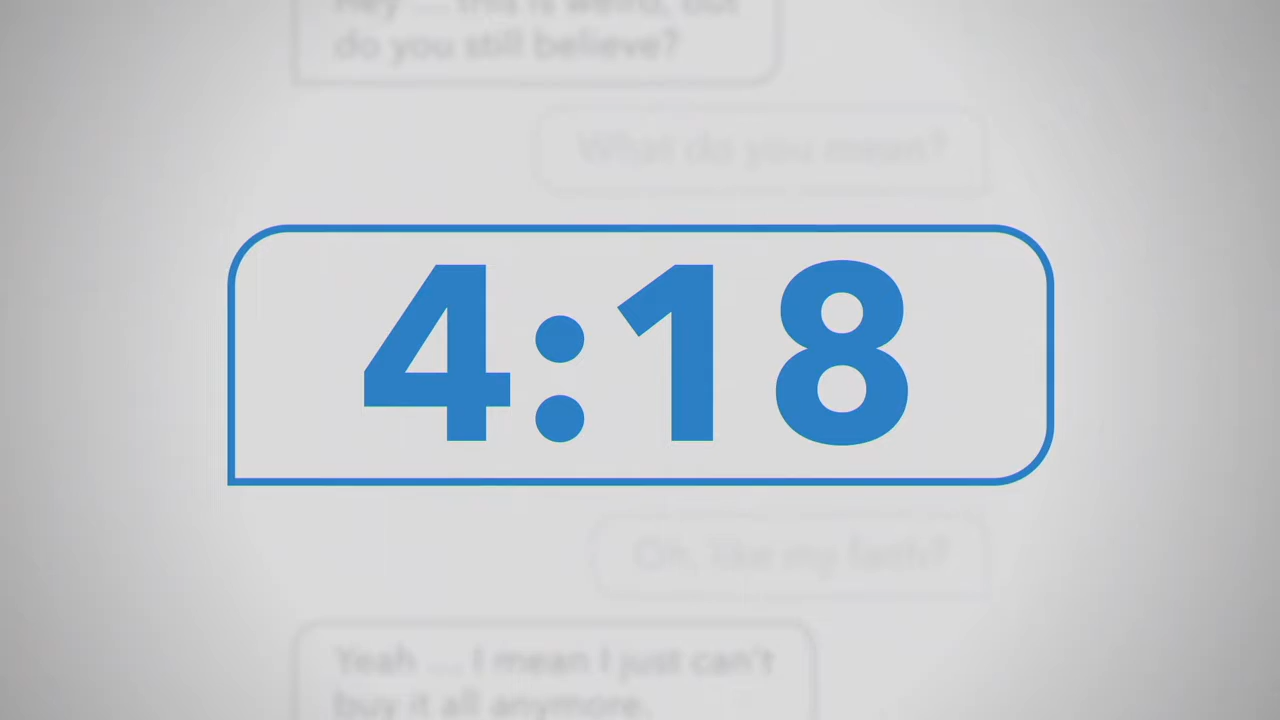 Hey ... this is weird, but
do you still believe?
What do you mean?
4:18
Oh, like my faith?
Yeah ... I mean I just can't
buy it all anymore.